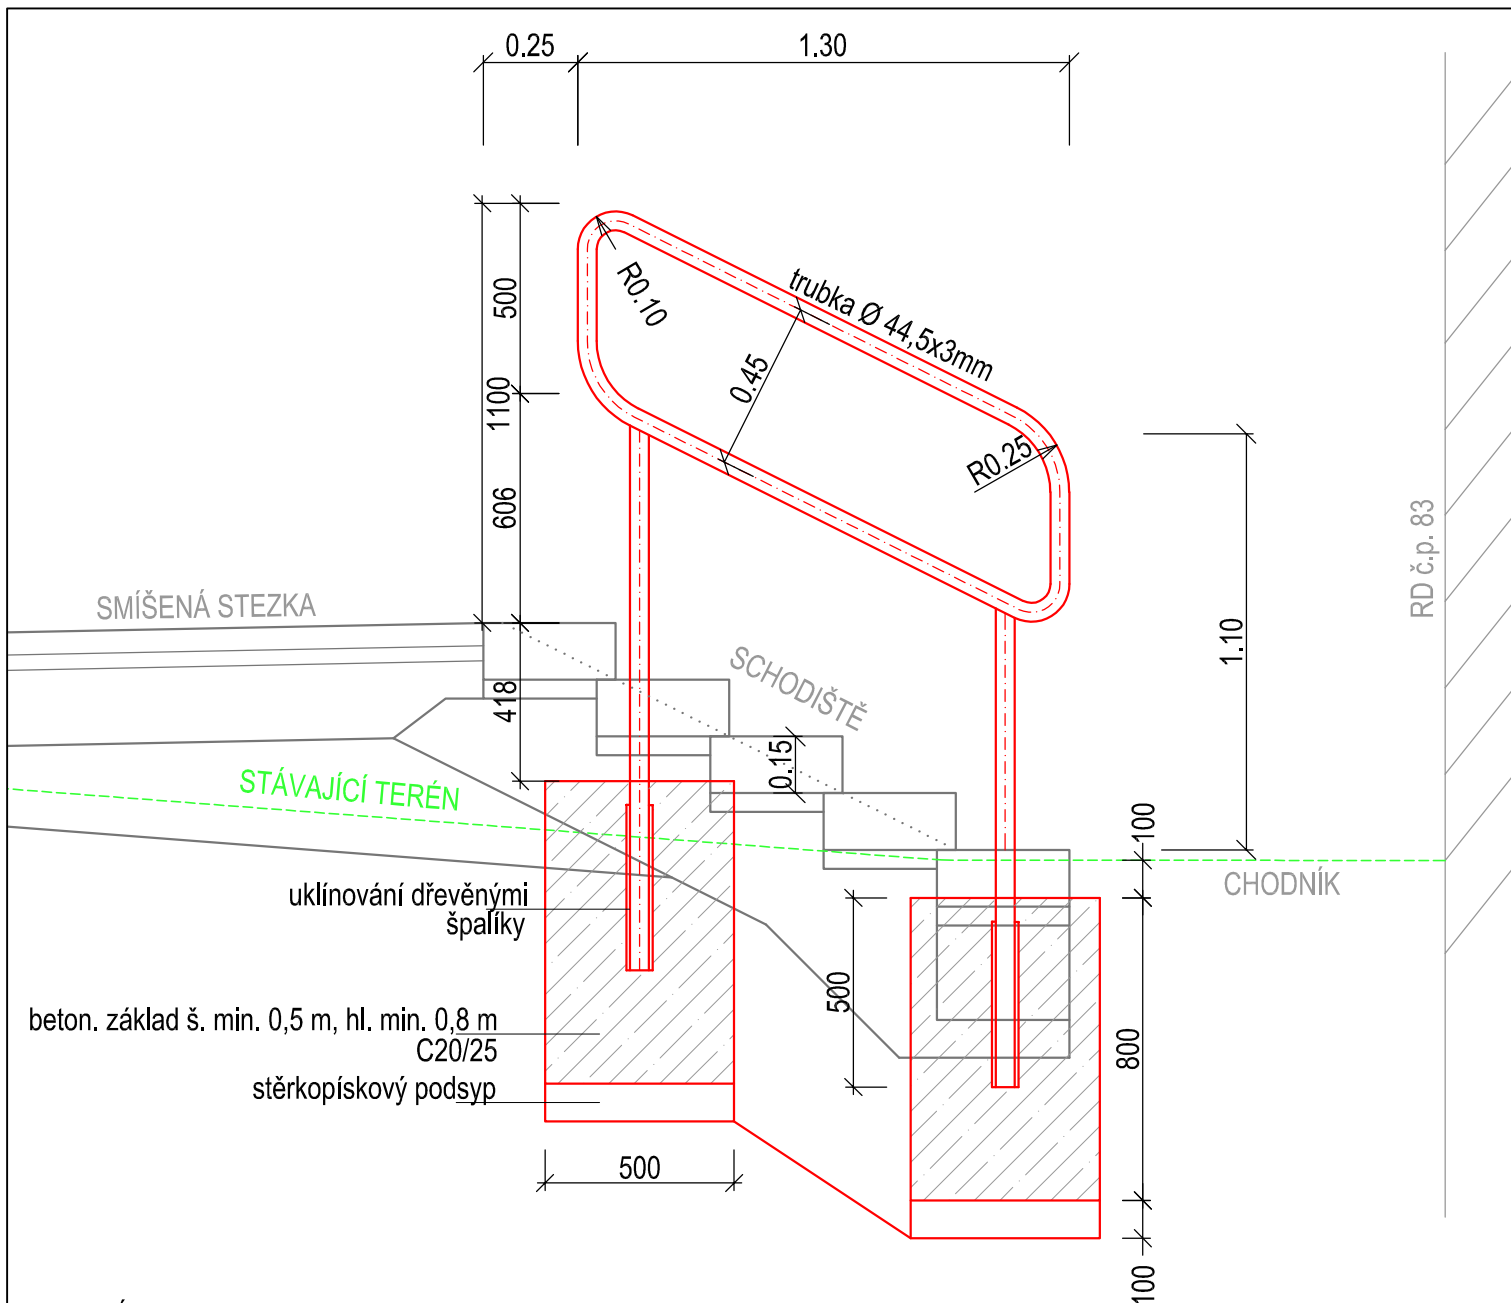 0.25
1.30
500
1100
606
418
R0.10
trubka Ø 44,5x3mm
0.45
R0.25
1.10
RD č.p. 83
SMÍŠENÁ STEZKA
SCHODIŠTĚ
0.15
STÁVAJÍCÍ TERÉN
100
CHODNÍK
uklínování dřevěnými
špalíky
500
beton. základ š. min. 0,5 m, hl. min. 0,8 m
C20/25
800
stěrkopískový podsyp
500
100